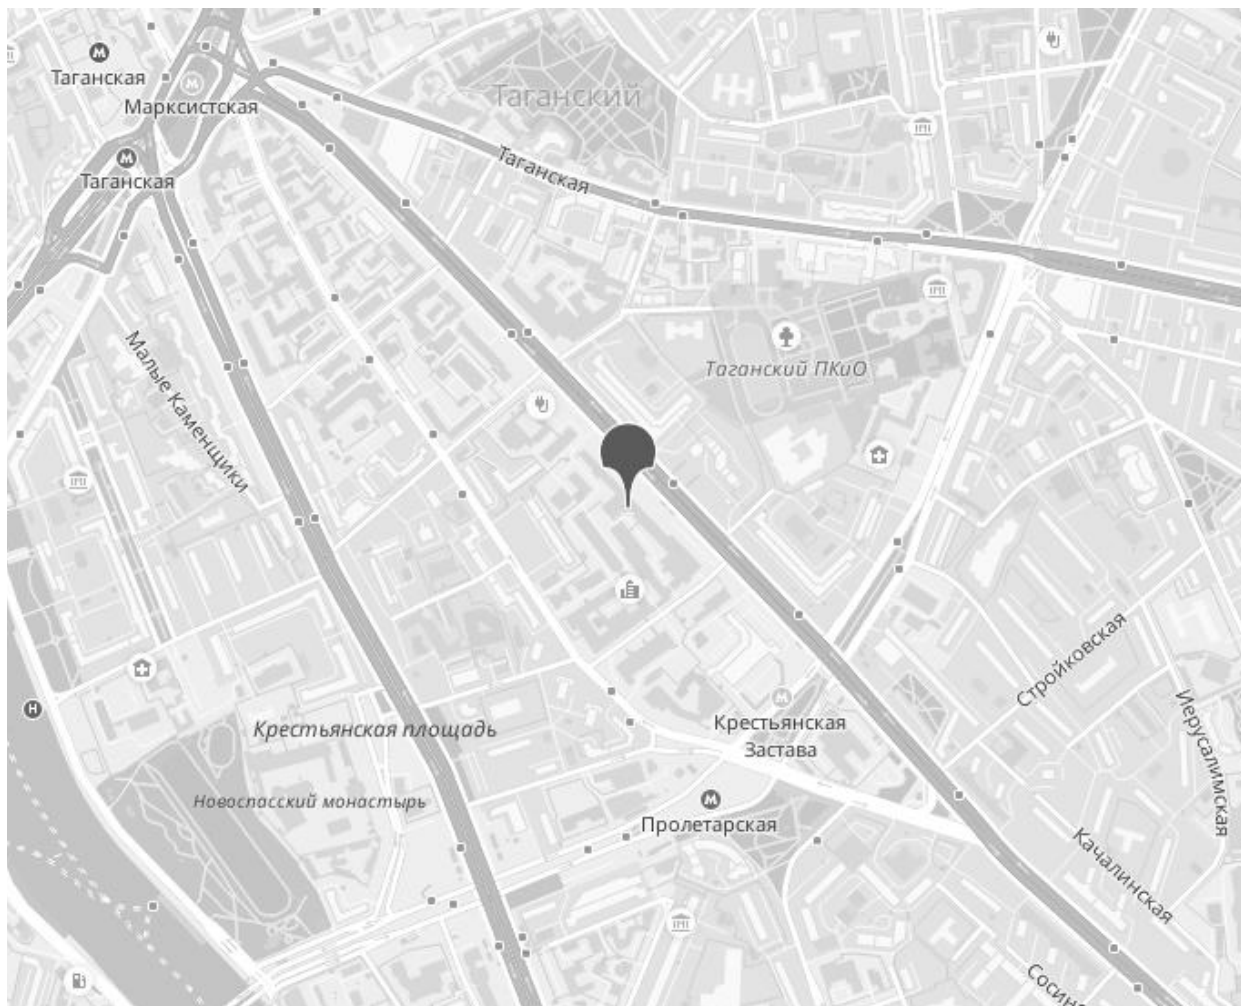 Таганская
Марксистская
Таганский
Таганская
Таганская
Малые Каменщики
Таганский ПКиО
Стройковская
Иерусалимская
Крестьянская площадь
Крестьянская
Застава
Новоспасский монастырь
Пролетарская
Качалинская
Сосин